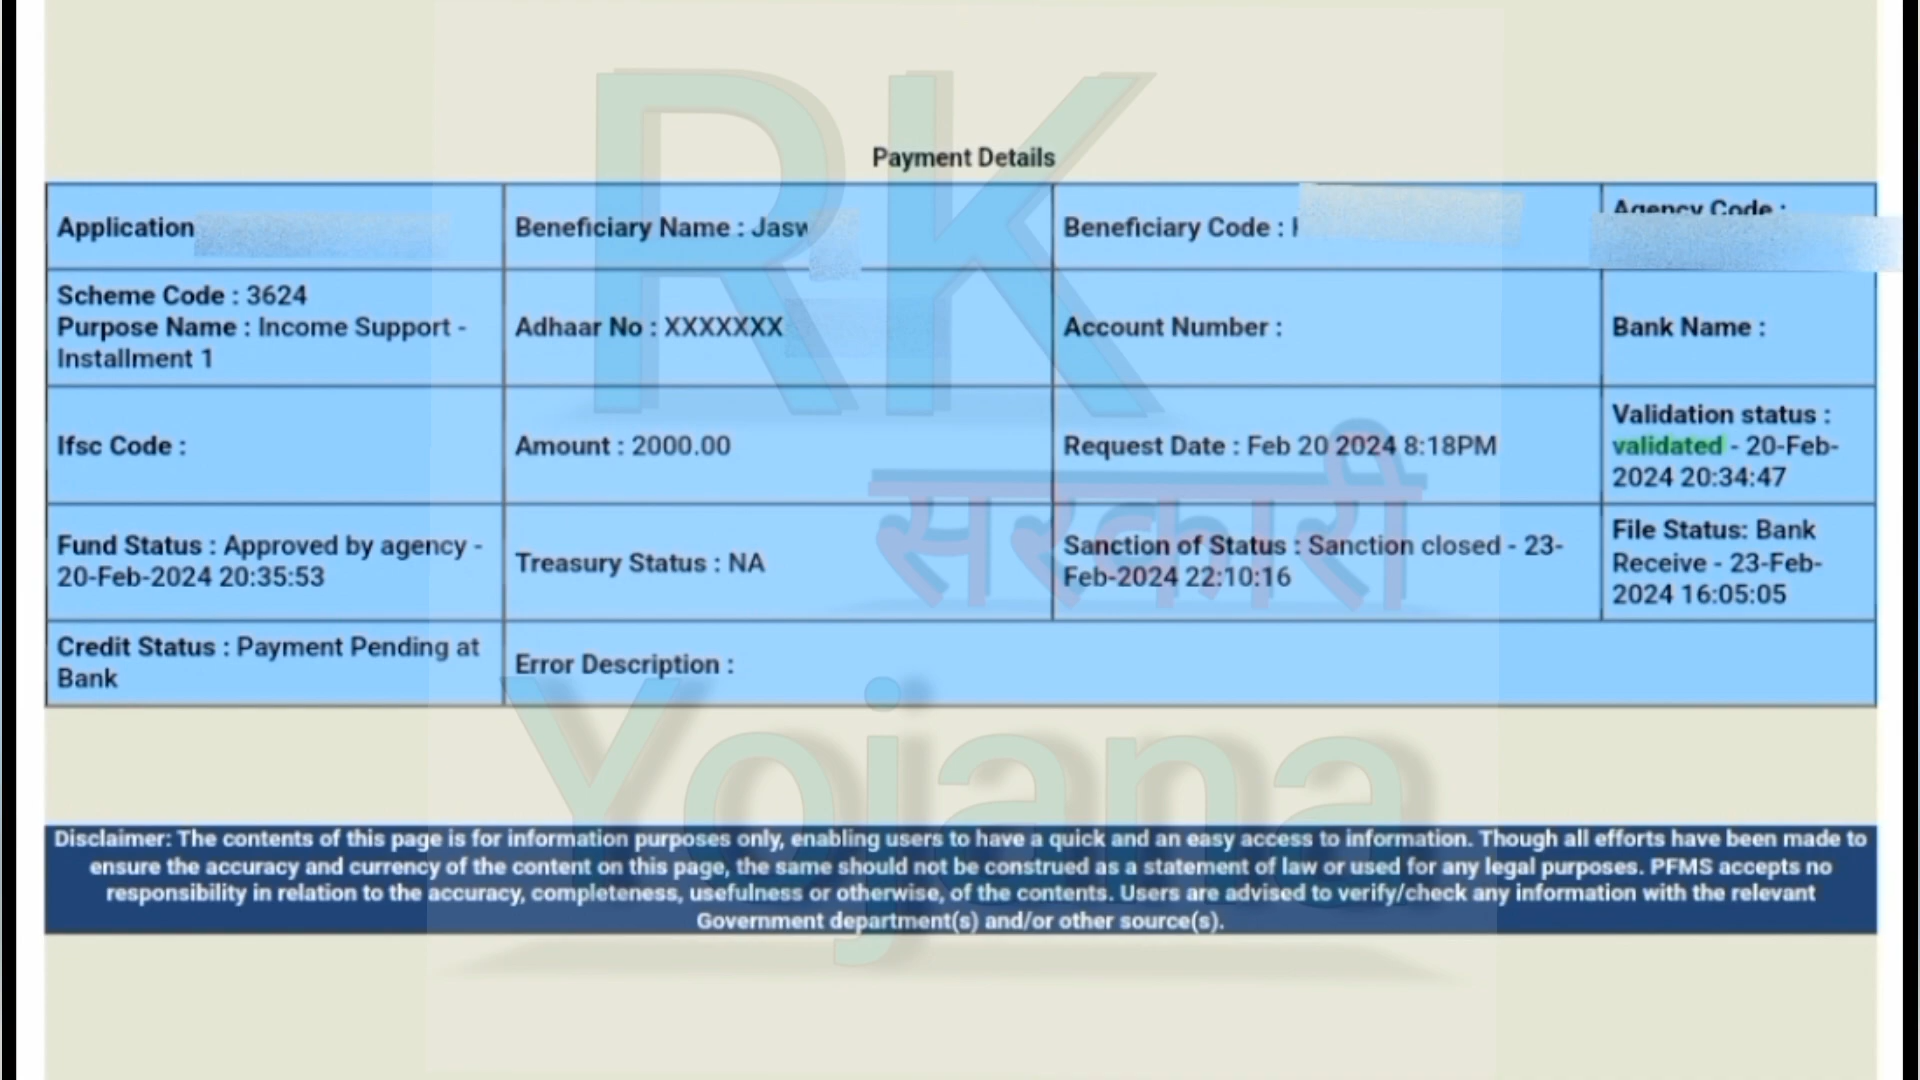 RK
Payment Details
Application
Beneficiary Name : Jasw
Beneficiary Code :
Agency Code :
Scheme Code : 3624
Purpose Name : Income Support -
Installment 1
Adhaar No : XXXXXXX
Account Number :
Bank Name :
Ifsc Code :
Amount : 2000.00
Request Date : Feb 20 2024 8:18PM
Validation status :
validated - 20-Feb-
2024 20:34:47
सरकारी
Fund Status : Approved by agency -
20-Feb-2024 20:35:53
Treasury Status : NA
Sanction of Status : Sanction closed - 23-
Feb-2024 22:10:16
File Status: Bank
Receive - 23-Feb-
2024 16:05:05
Credit Status : Payment Pending at
Bank
Error Description :
Yojana
Disclaimer: The contents of this page is for information purposes only, enabling users to have a quick and an easy access to information. Though all efforts have been made to
ensure the accuracy and currency of the content on this page, the same should not be construed as a statement of law or used for any legal purposes. PFMS accepts no
responsibility in relation to the accuracy, completeness, usefulness or otherwise, of the contents. Users are advised to verify/check any information with the relevant
Government department(s) and/or other source(s).